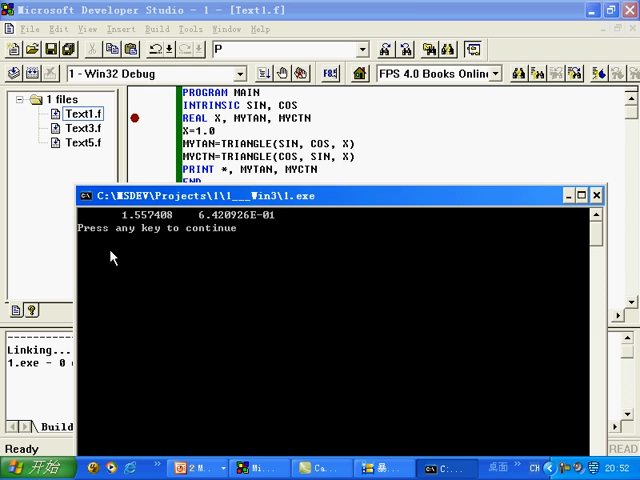 Microsoft Developer Studio - 1 - [Text1.f]
File Edit View Insert Build Tools Window Help
P
1 - Win32 Debug
FPS 4.0 Books Online
1 files
Text1.f
Text3.f
Text5.f
PROGRAM MAIN
INTRINSIC SIN, COS
REAL X, MYTAN, MYCTN
X=1.0
MYTAN=TRIANGLE(SIN, COS, X)
MYCTN=TRIANGLE(COS, SIN, X)
PRINT *, MYTAN, MYCTN
END
C:\MSDEV\Projects\1\1___Win3\1.exe
1.557408 6.420926E-01
Press any key to continue
Linking...
1.exe - 0
Build
Ready
READ
开始
2 M...
Mi...
Ca...
暴...
C:...
桌面
CH
20:52